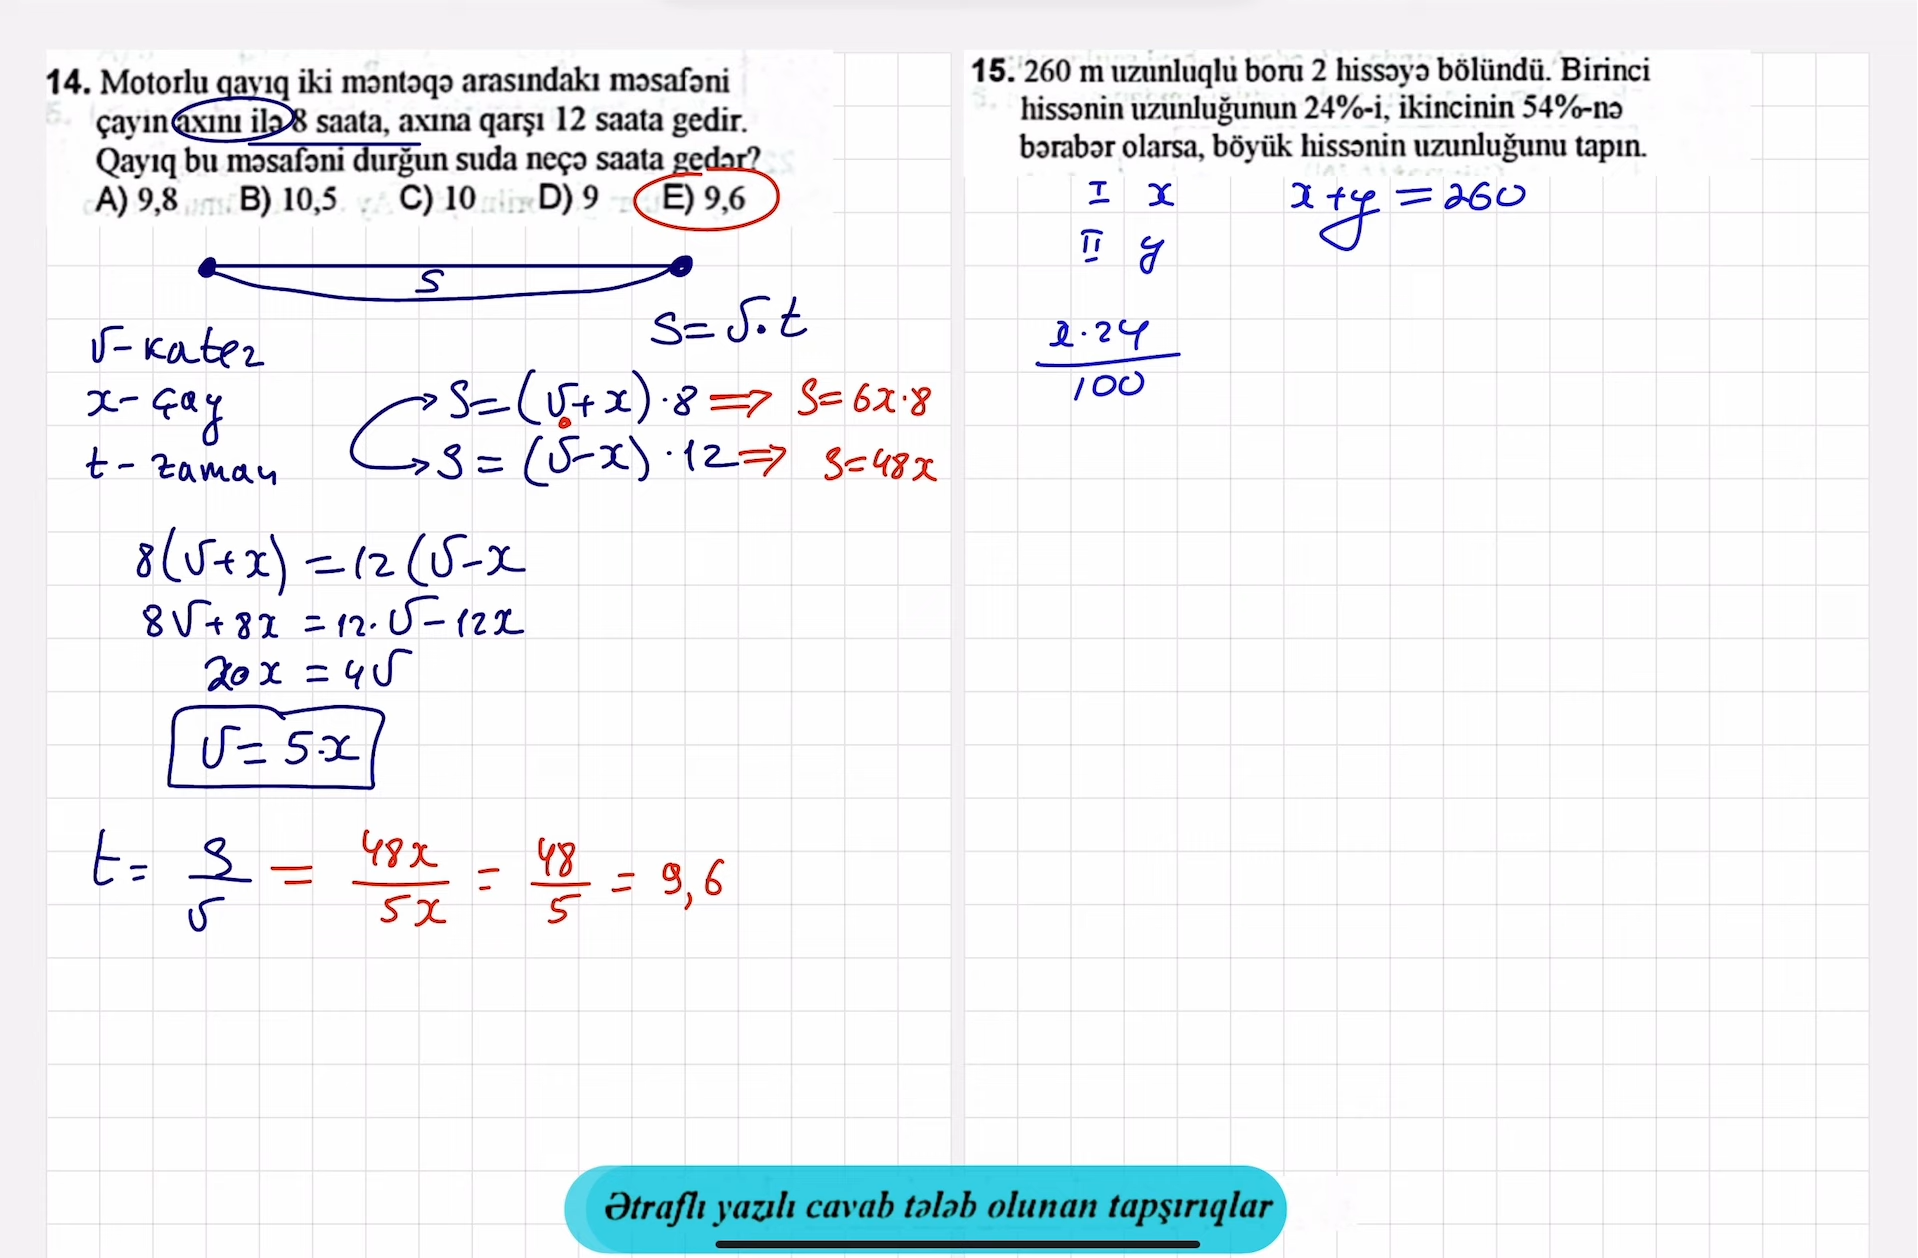 14. Motorlu qayıq iki məntəqə arasındakı məsafəni
çayın axını ilə 8 saata, axına qarşı 12 saata gedir.
Qayıq bu məsafəni durğun suda neçə saata gedər?
A) 9,8 B) 10,5 C) 10 D) 9 E) 9,6
S
S = v · t
v - kater
x - çay
t - zaman
S = (v + x) · 8 ⇒ S = 6x · 8
S = (v - x) · 12 ⇒ S = 48x
8(v + x) = 12(v - x
8v + 8x = 12 · v - 12x
20x = 4v
v = 5 · x
t = S/v = 48x/5x = 48/5 = 9,6
15. 260 m uzunluqlu boru 2 hissəyə bölündü. Birinci
hissənin uzunluğunun 24%-i, ikincinin 54%-nə
bərabər olarsa, böyük hissənin uzunluğunu tapın.
I x x + y = 260
II y
x · 24
100
Ətraflı yazılı cavab tələb olunan tapşırıqlar